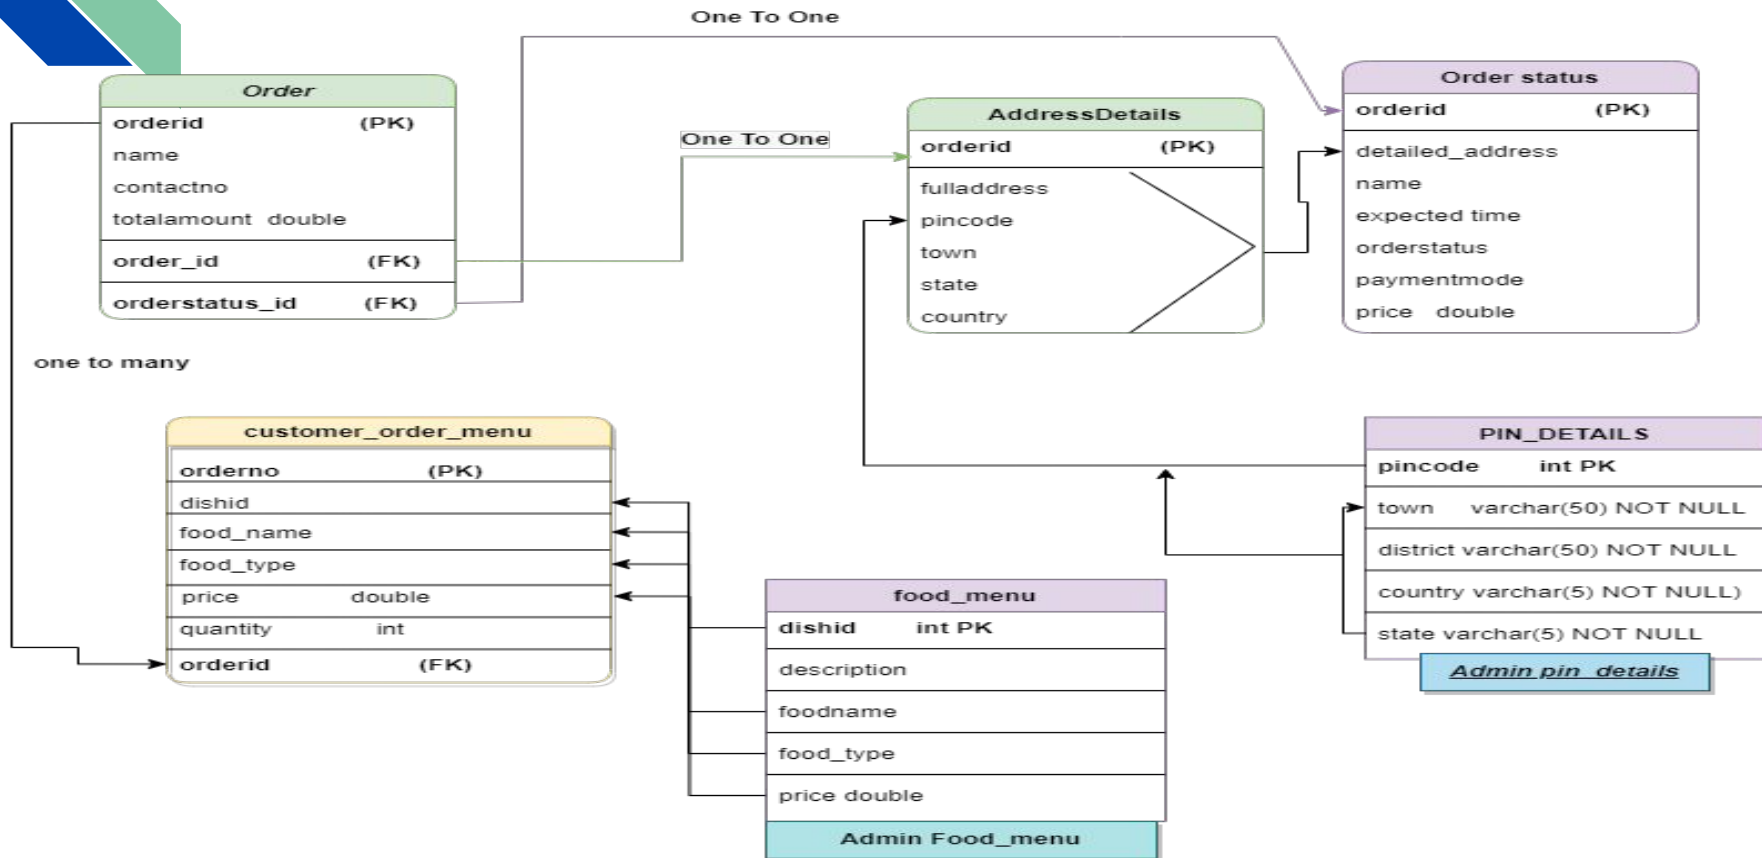 One To One
Order
orderid (PK)
name
contactno
totalamount double
order_id (FK)
orderstatus_id (FK)
One To One
AddressDetails
orderid (PK)
fulladdress
pincode
town
state
country
Order status
orderid (PK)
detailed_address
name
expected time
orderstatus
paymentmode
price double
one to many
customer_order_menu
orderno (PK)
dishid
food_name
food_type
price double
quantity int
orderid (FK)
food_menu
dishid int PK
description
foodname
food_type
price double
Admin Food_menu
PIN_DETAILS
pincode int PK
town varchar(50) NOT NULL
district varchar(50) NOT NULL
country varchar(5) NOT NULL)
state varchar(5) NOT NULL
Admin pin_details